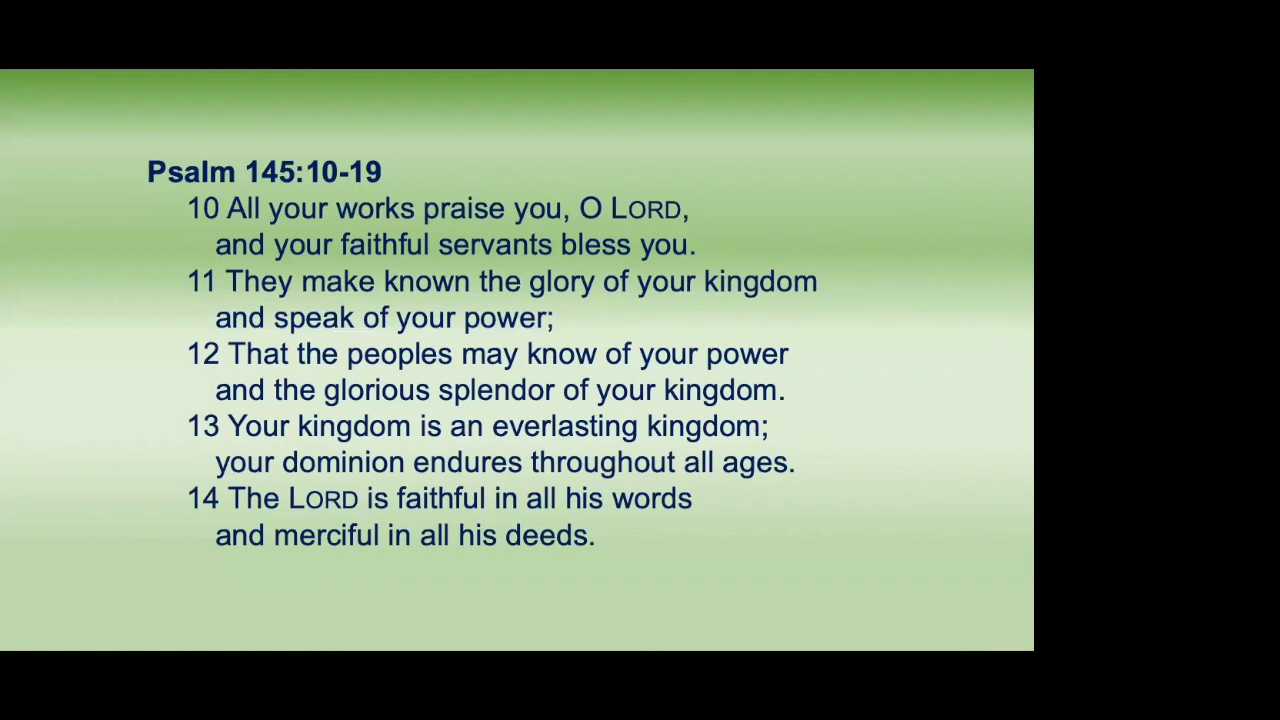 Psalm 145:10-19
10 All your works praise you, O LORD,
and your faithful servants bless you.
11 They make known the glory of your kingdom
and speak of your power;
12 That the peoples may know of your power
and the glorious splendor of your kingdom.
13 Your kingdom is an everlasting kingdom;
your dominion endures throughout all ages.
14 The LORD is faithful in all his words
and merciful in all his deeds.